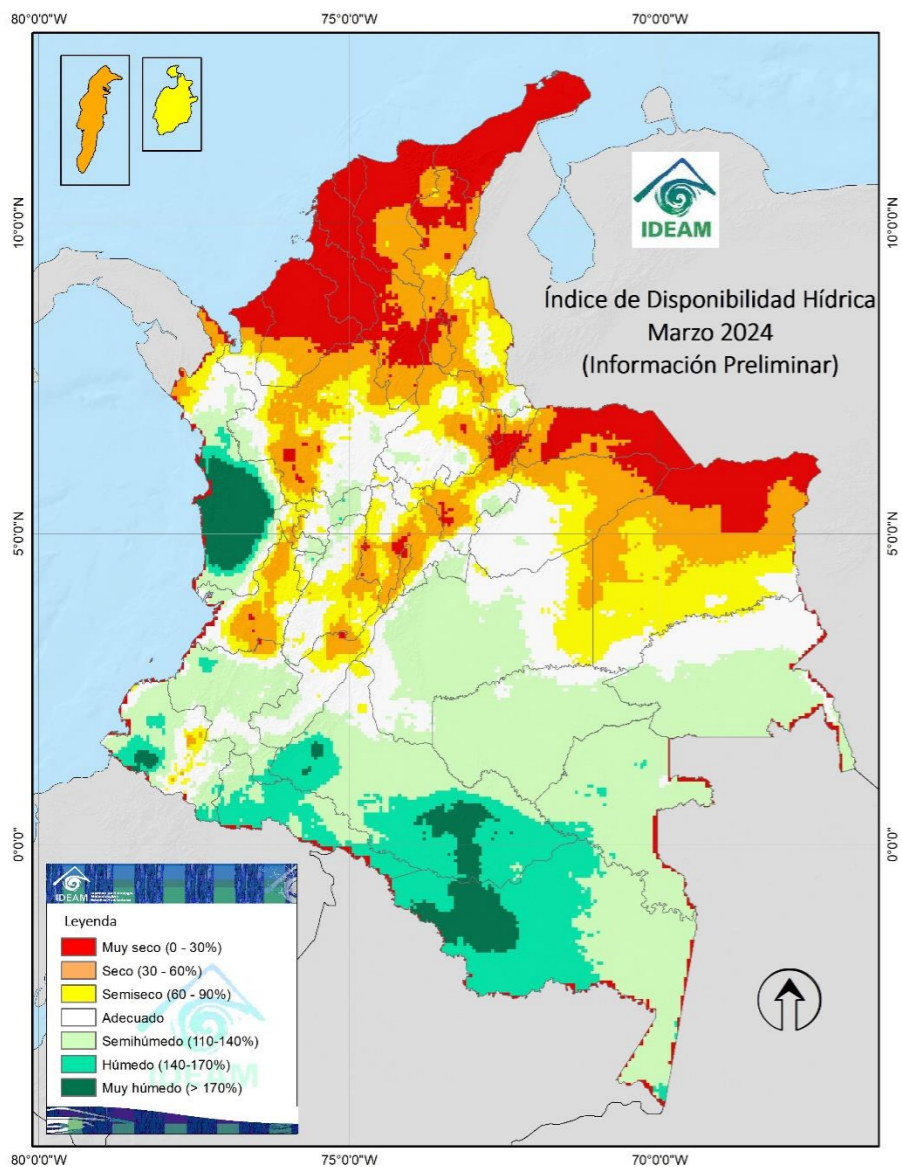 80°0'0"W 75°0'0"W 70°0'0"W
10°0'0"N
10°0'0"N
IDEAM
Índice de Disponibilidad Hídrica
Marzo 2024
(Información Preliminar)
5°0'0"N
5°0'0"N
0°0'0"
0°0'0"
IDEAM
Leyenda
Muy seco (0 - 30%)
Seco (30 - 60%)
Semiseco (60 - 90%)
Adecuado
Semihúmedo (110-140%)
Húmedo (140-170%)
Muy húmedo (> 170%)
IDEAM
80°0'0"W 75°0'0"W 70°0'0"W